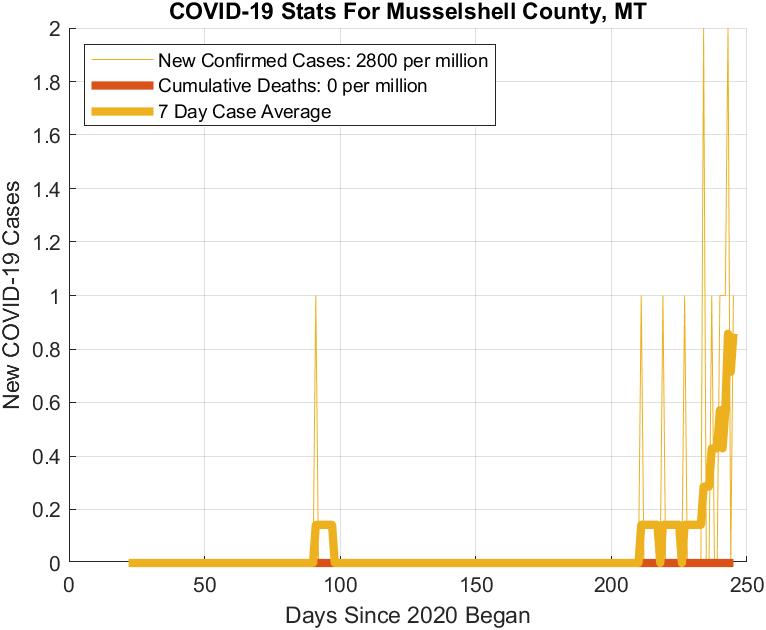 COVID-19 Stats For Musselshell County, MT
New Confirmed Cases: 2800 per million
Cumulative Deaths: 0 per million
7 Day Case Average
New COVID-19 Cases
2
1.8
1.6
1.4
1.2
1
0.8
0.6
0.4
0.2
0
0 50 100 150 200 250
Days Since 2020 Began